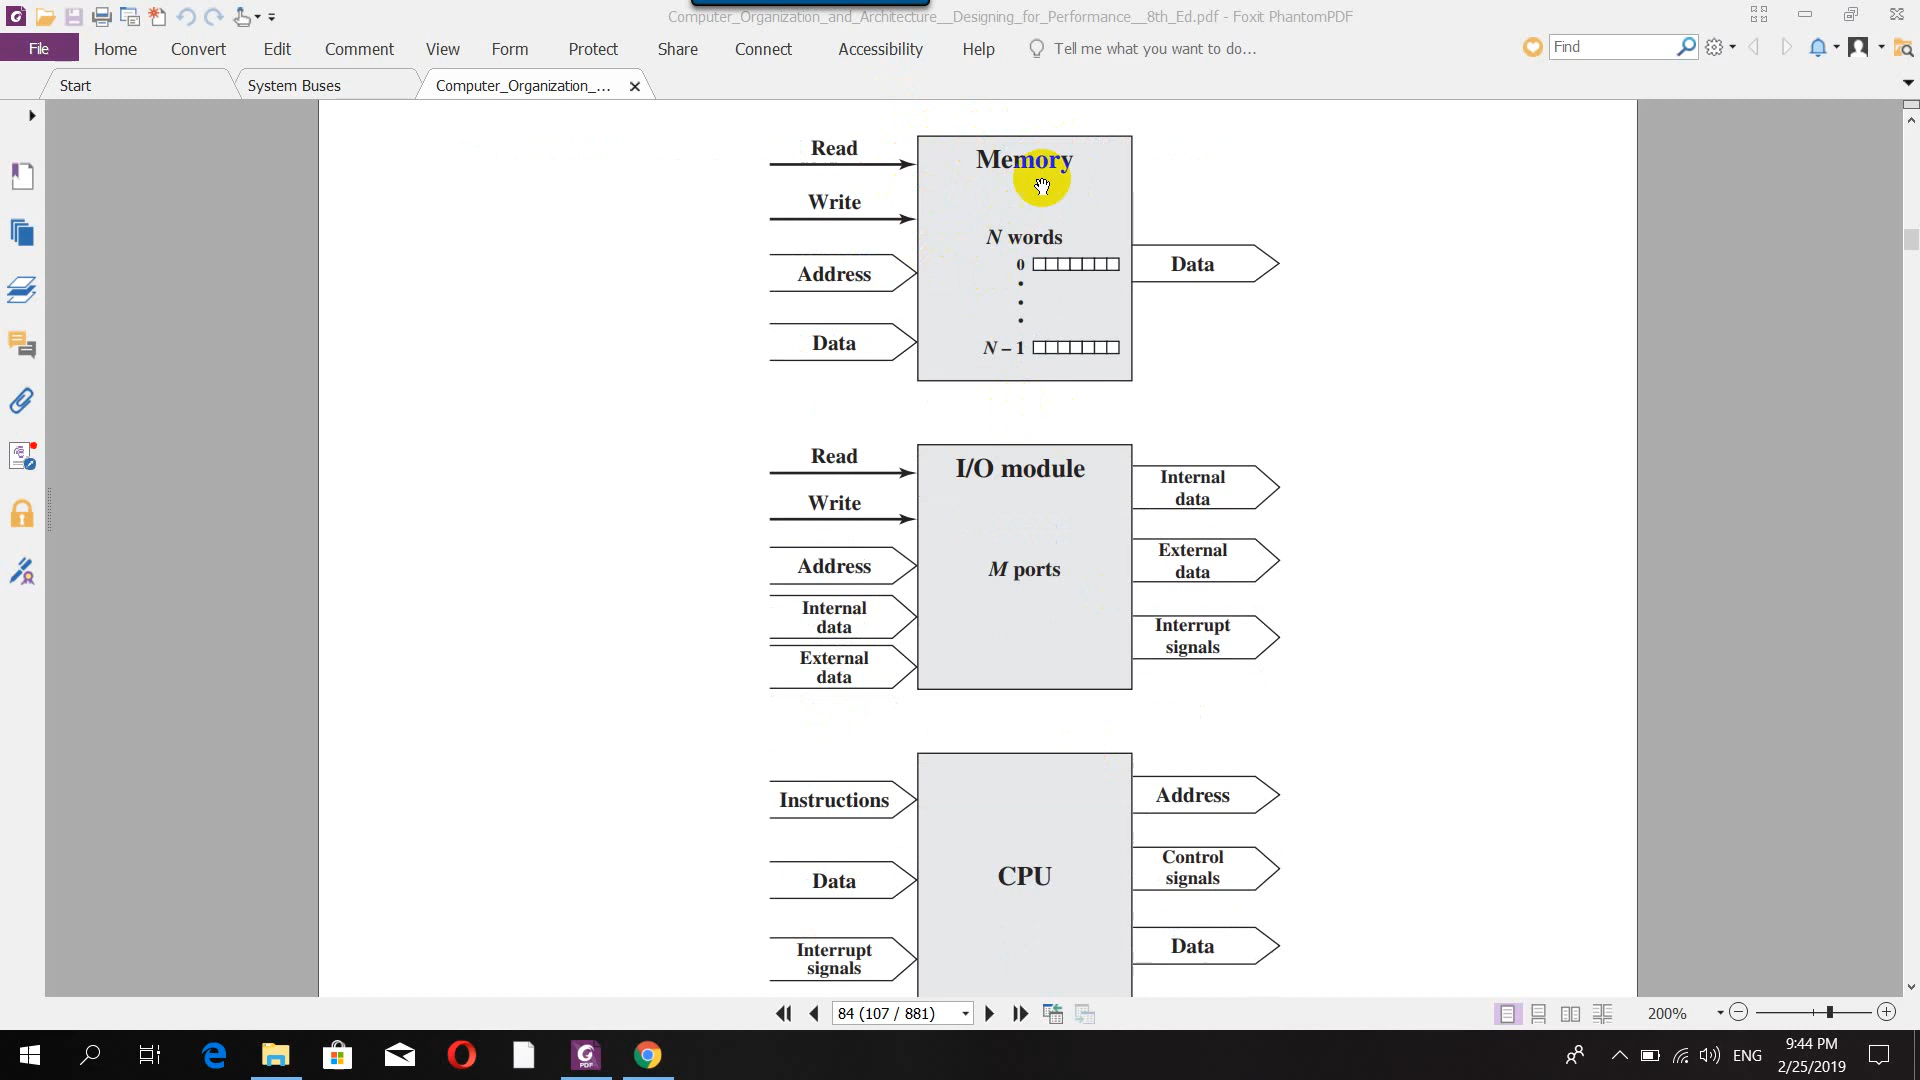 Computer_Organization_and_Architecture__Designing_for_Performance__8th_Ed.pdf - Foxit PhantomPDF
File
Home
Convert
Edit
Comment
View
Form
Protect
Share
Connect
Accessibility
Help
Tell me what you want to do...
Find
Start
System Buses
Computer_Organization_...
Read
Write
Address
Data
Memory
N words
0
N – 1
Data
Read
Write
Address
Internal
data
External
data
I/O module
M ports
Internal
data
External
data
Interrupt
signals
Instructions
Data
Interrupt
signals
CPU
Address
Control
signals
Data
84 (107 / 881)
200%
ENG
9:44 PM
2/25/2019